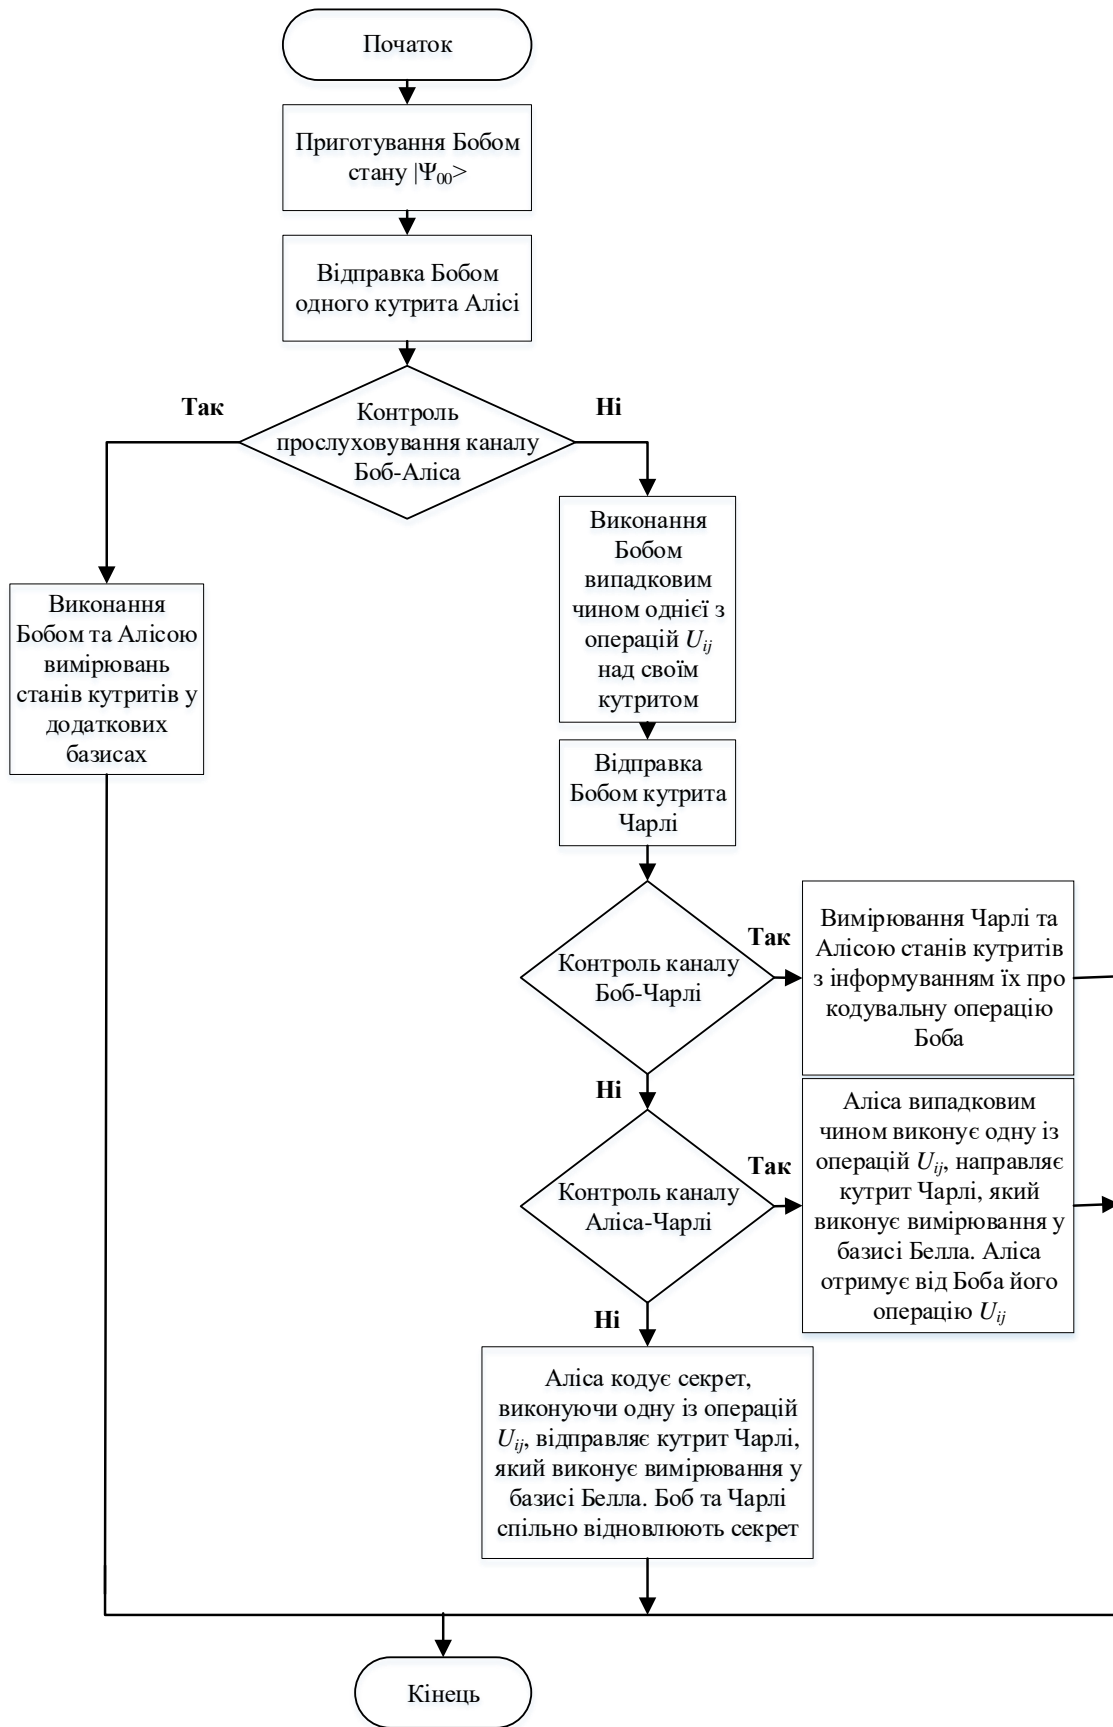 Початок
Приготування Бобом
стану |Ψ₀₀>
Відправка Бобом
одного кутрита Алісі
Так
Контроль
прослуховування каналу
Боб-Аліса
Ні
Виконання
Бобом
випадковим
чином однієї з
операцій Uij
над своїм
кутритом
Виконання
Бобом та Алісою
вимірювань
станів кутритів у
додаткових
базисах
Відправка
Бобом кутрита
Чарлі
Контроль каналу
Боб-Чарлі
Так
Вимірювання Чарлі та
Алісою станів кутритів
з інформуванням їх про
кодувальну операцію
Боба
Ні
Контроль каналу
Аліса-Чарлі
Так
Аліса випадковим
чином виконує одну із
операцій Uij, направляє
кутрит Чарлі, який
виконує вимірювання у
базисі Белла. Аліса
отримує від Боба його
операцію Uij
Ні
Аліса кодує секрет,
виконуючи одну із операцій
Uij, відправляє кутрит Чарлі,
який виконує вимірювання у
базисі Белла. Боб та Чарлі
спільно відновлюють секрет
Кінець